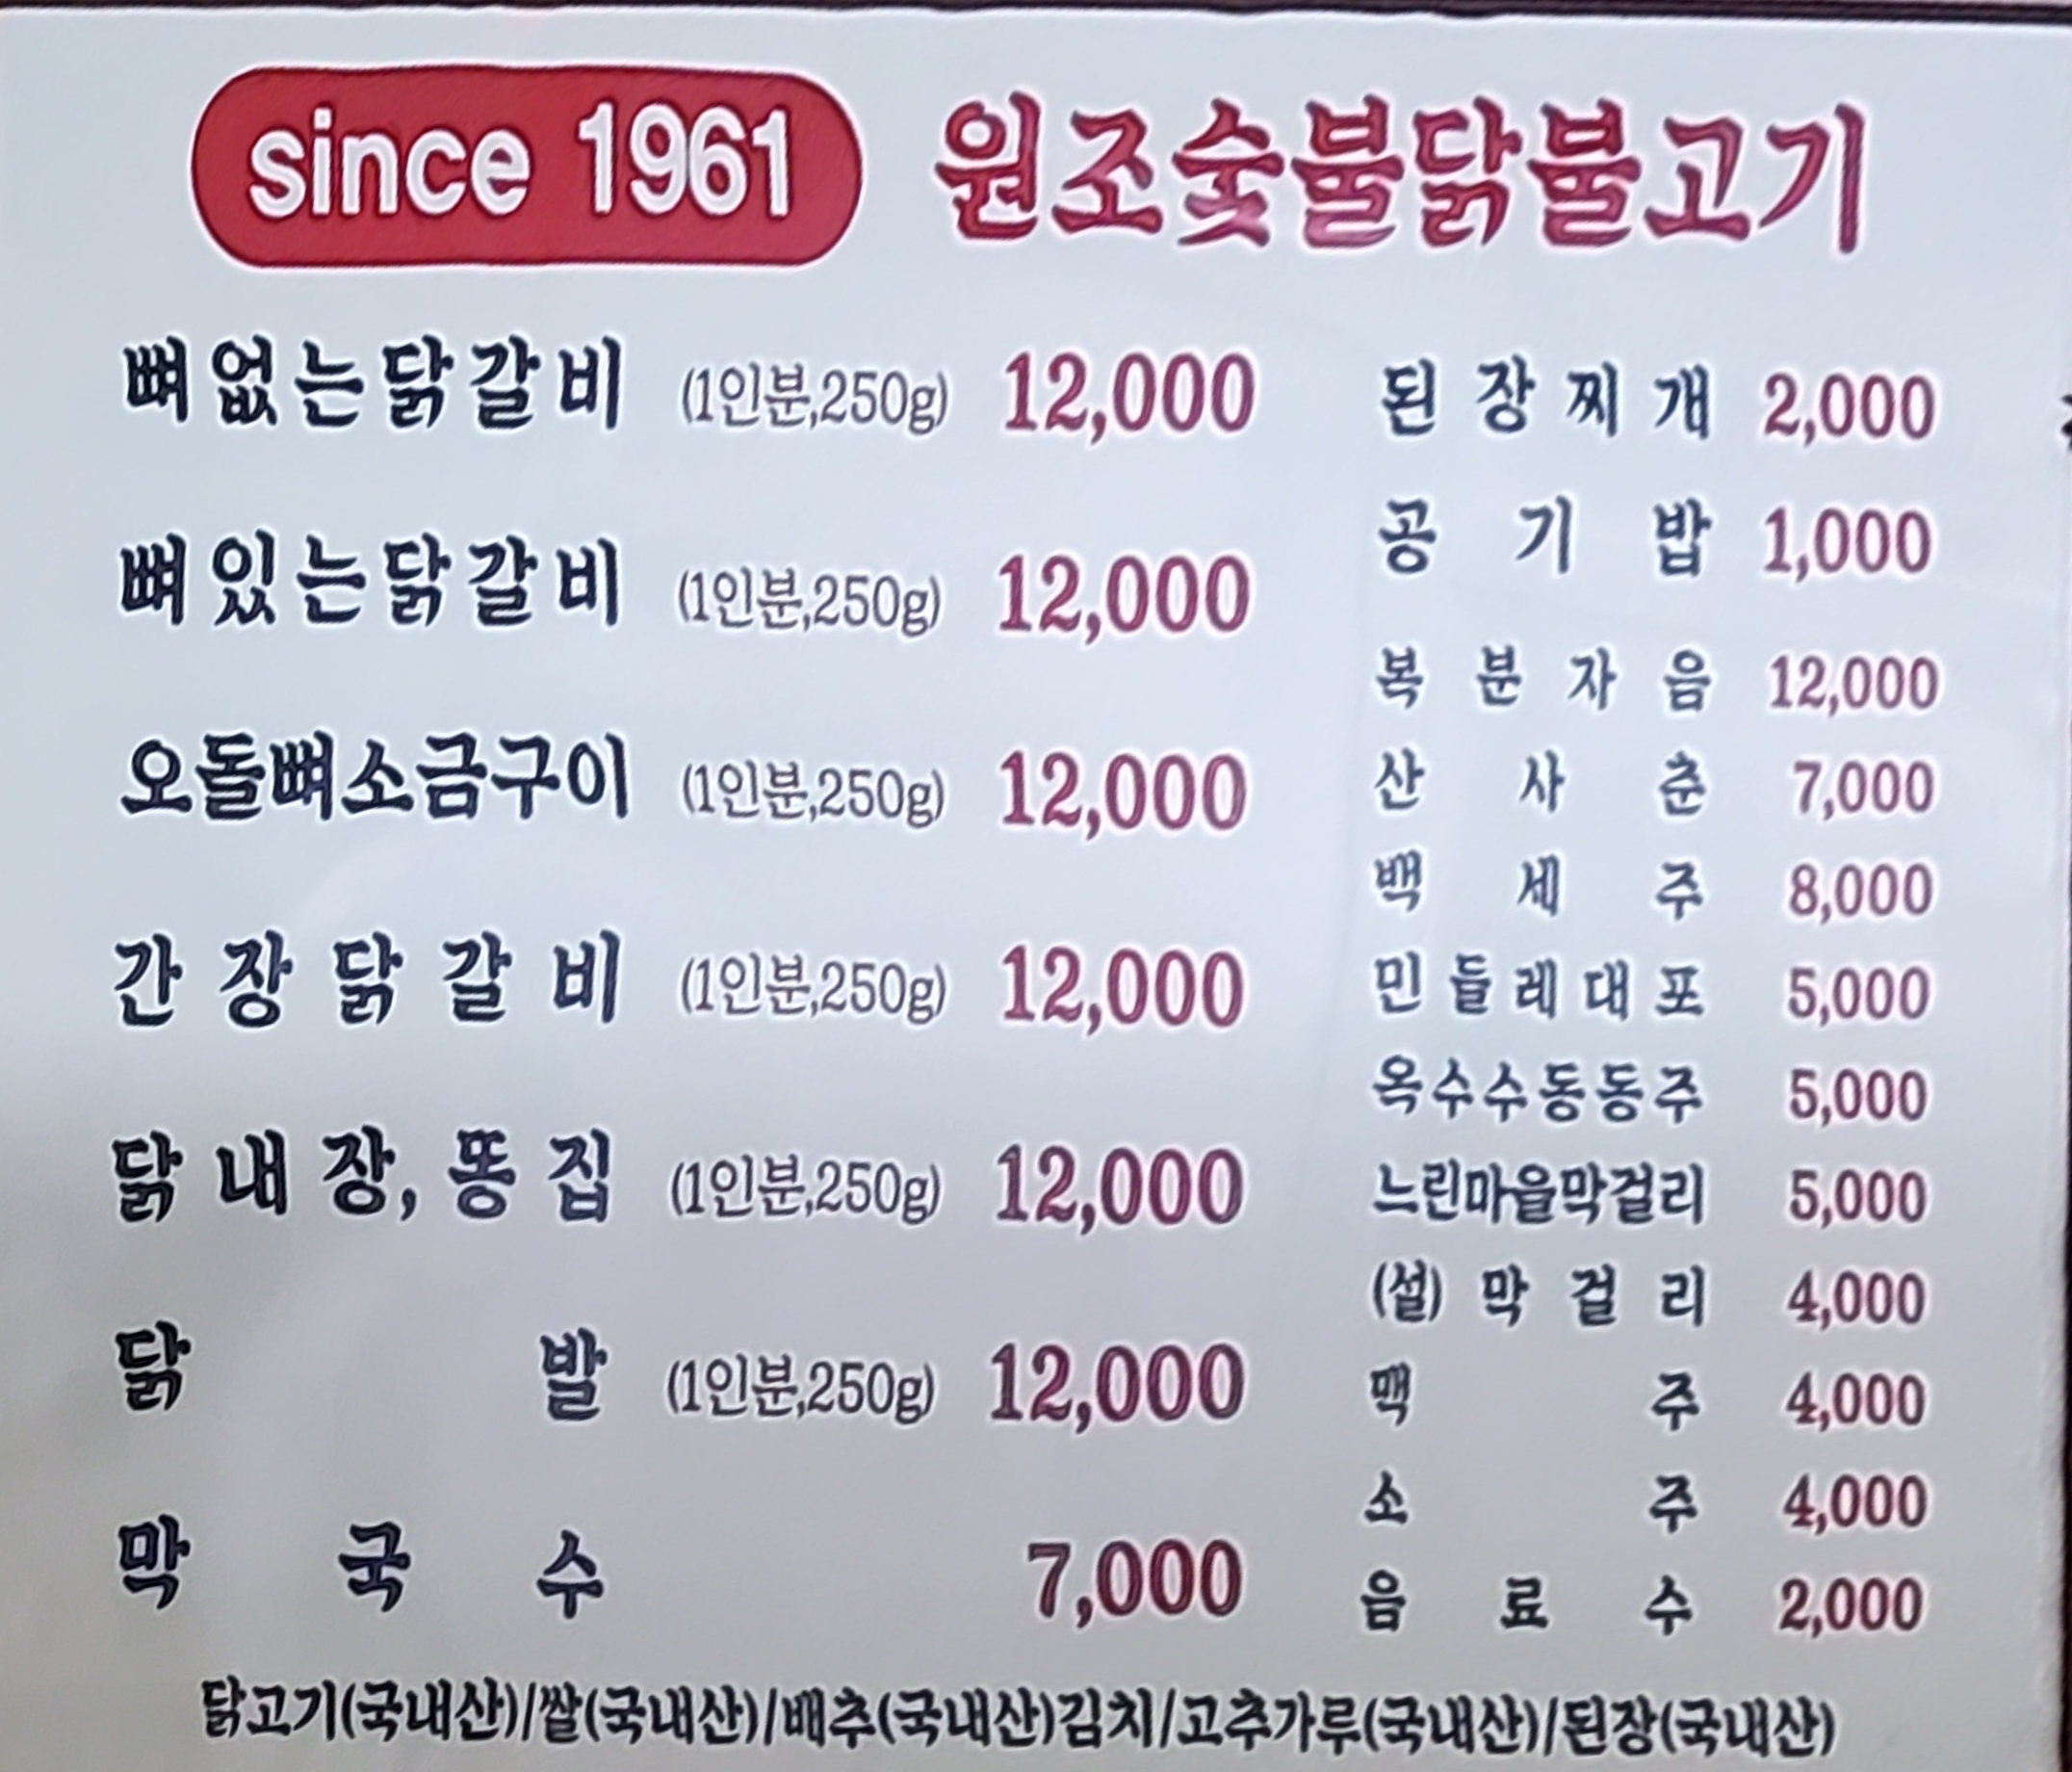 since 1961 원조숯불닭불고기
뼈없는닭갈비 (1인분,250g) 12,000
뼈있는닭갈비 (1인분,250g) 12,000
오돌뼈소금구이 (1인분,250g) 12,000
간장닭갈비 (1인분,250g) 12,000
닭내장, 똥집 (1인분,250g) 12,000
닭발 (1인분,250g) 12,000
막국수 7,000
된장찌개 2,000
공기밥 1,000
복분자음 12,000
산사춘 7,000
백세주 8,000
민들레대포 5,000
옥수수동동주 5,000
느린마을막걸리 5,000
(설)막걸리 4,000
맥주 4,000
소주 4,000
음료수 2,000
닭고기(국내산)/쌀(국내산)/배추(국내산)김치/고추가루(국내산)/된장(국내산)